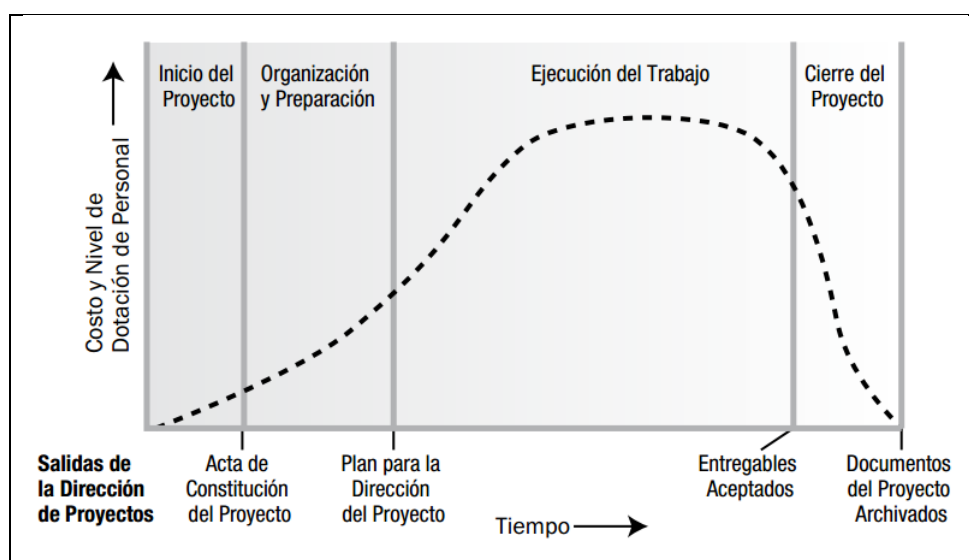 Inicio del
Proyecto
Organización
y Preparación
Ejecución del Trabajo
Cierre del
Proyecto
Costo y Nivel de
Dotación de Personal
Salidas de
la Dirección
de Proyectos
Acta de
Constitución
del Proyecto
Plan para la
Dirección
del Proyecto
Entregables
Aceptados
Documentos
del Proyecto
Archivados
Tiempo